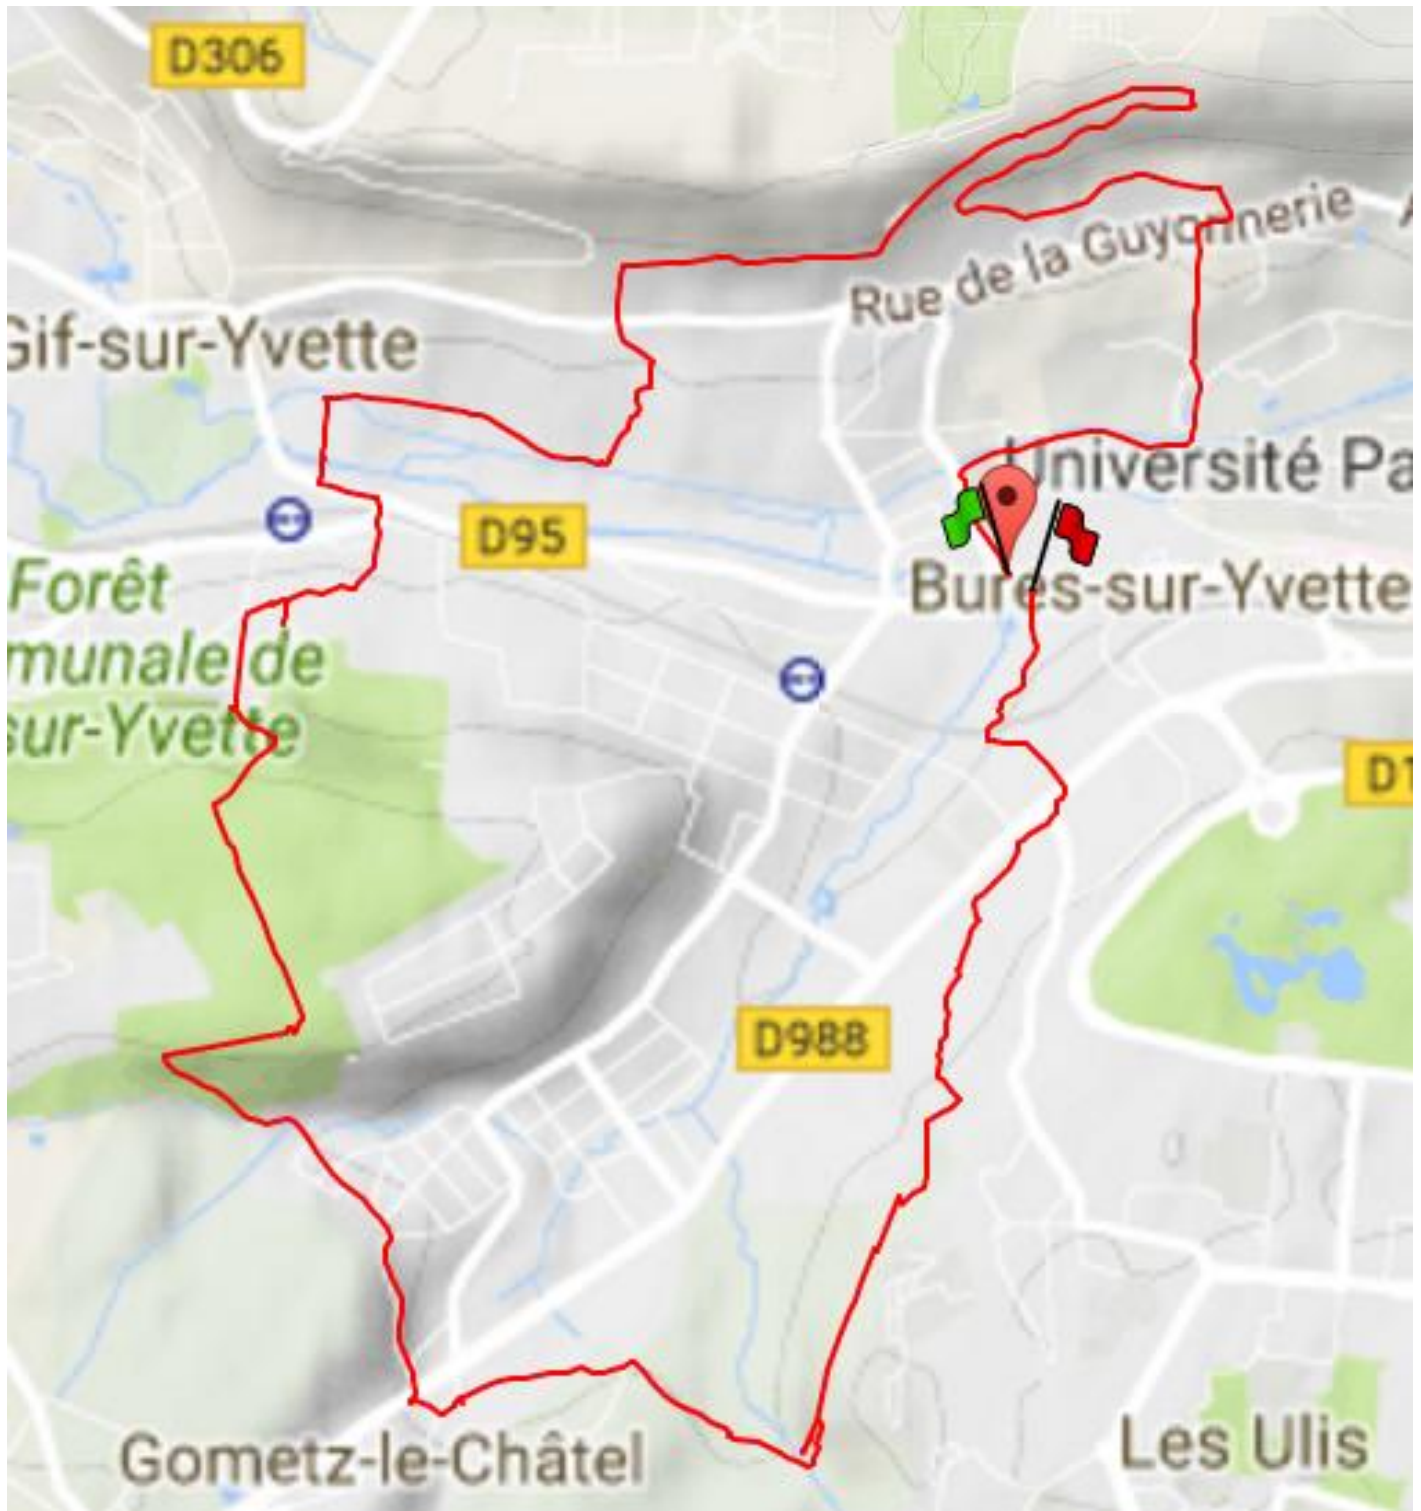 D306
Rue de la Guyonnerie
Gif-sur-Yvette
Université Pa
D95
Bures-sur-Yvette
Forêt
munale de
sur-Yvette
D1
D988
Les Ulis
Gometz-le-Châtel